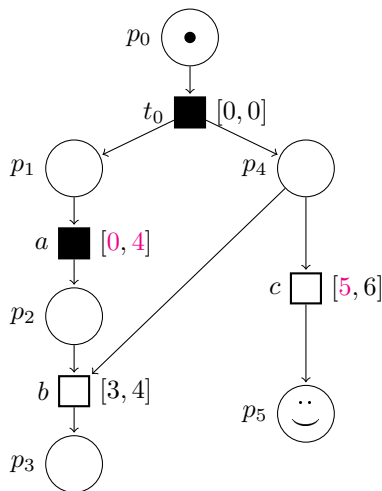 p₀
t₀ [0, 0]
p₁ p₄
a [0, 4]
c [5, 6]
p₂
b [3, 4]
p₅
p₃